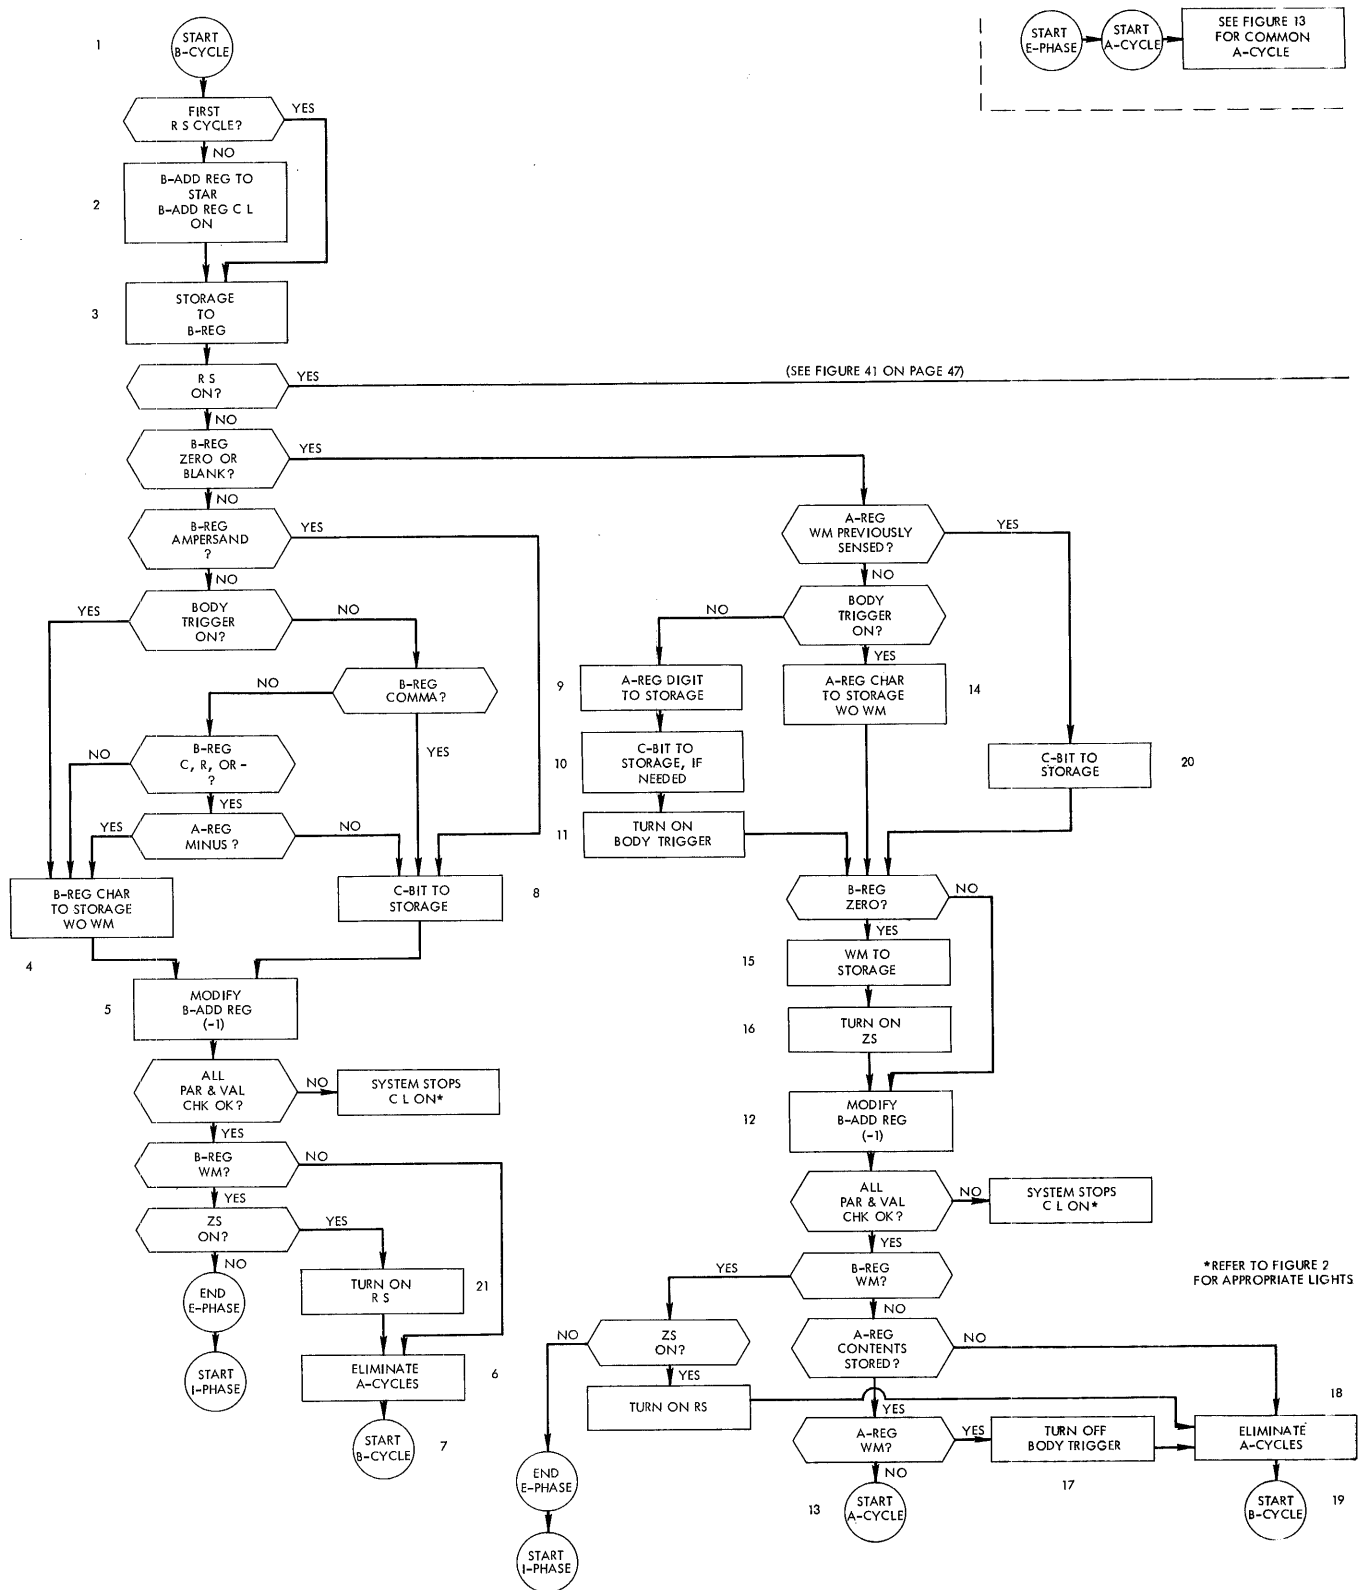 START
E-PHASE
START
A-CYCLE
SEE FIGURE 13
FOR COMMON
A-CYCLE
1
START
B-CYCLE
FIRST
R S CYCLE?
YES
NO
2
B-ADD REG TO
STAR
B-ADD REG C L
ON
3
STORAGE
TO
B-REG
R S
ON?
YES
(SEE FIGURE 41 ON PAGE 47)
NO
B-REG
ZERO OR
BLANK?
YES
NO
B-REG
AMPERSAND
?
YES
NO
BODY
TRIGGER
ON?
YES
NO
B-REG
COMMA?
NO
YES
B-REG
C, R, OR -
?
NO
YES
A-REG
MINUS ?
YES
NO
B-REG CHAR
TO STORAGE
WO WM
4
C-BIT TO
STORAGE
8
5
MODIFY
B-ADD REG
(-1)
ALL
PAR & VAL
CHK OK?
NO
SYSTEM STOPS
C L ON*
YES
B-REG
WM?
NO
YES
ZS
ON?
YES
NO
END
E-PHASE
START
I-PHASE
TURN ON
R S
21
ELIMINATE
A-CYCLES
6
START
B-CYCLE
7
A-REG
WM PREVIOUSLY
SENSED?
YES
NO
BODY
TRIGGER
ON?
NO
YES
9
A-REG DIGIT
TO STORAGE
A-REG CHAR
TO STORAGE
WO WM
14
10
C-BIT TO
STORAGE, IF
NEEDED
C-BIT TO
STORAGE
20
11
TURN ON
BODY TRIGGER
B-REG
ZERO?
NO
YES
15
WM TO
STORAGE
16
TURN ON
ZS
12
MODIFY
B-ADD REG
(-1)
ALL
PAR & VAL
CHK OK?
NO
SYSTEM STOPS
C L ON*
YES
B-REG
WM?
YES
NO
*REFER TO FIGURE 2
FOR APPROPRIATE LIGHTS
ZS
ON?
NO
YES
A-REG
CONTENTS
STORED?
NO
YES
TURN ON RS
A-REG
WM?
YES
NO
TURN OFF
BODY TRIGGER
17
18
ELIMINATE
A-CYCLES
END
E-PHASE
START
I-PHASE
13
START
A-CYCLE
START
B-CYCLE
19